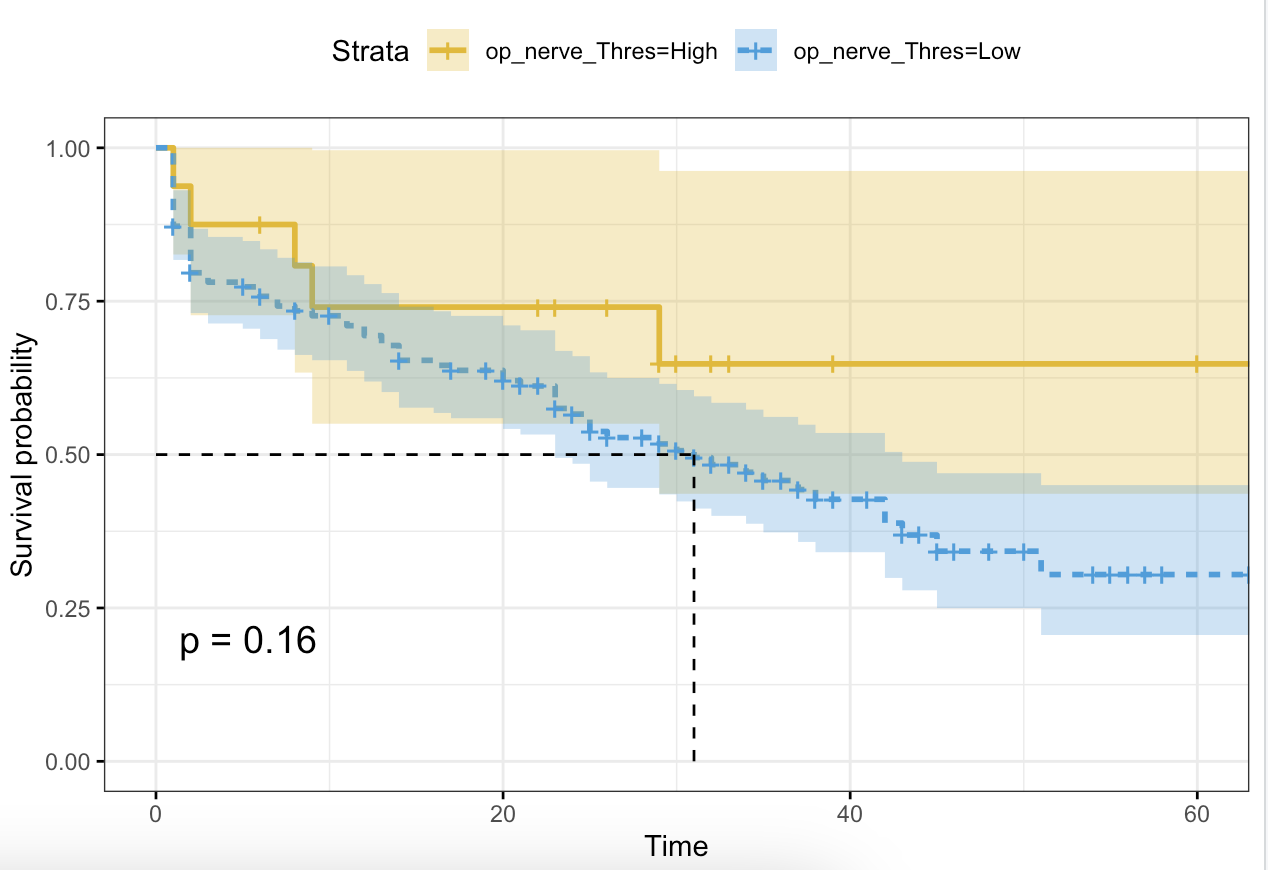 Strata op_nerve_Thres=High op_nerve_Thres=Low
1.00
0.75
0.50
0.25
0.00
Survival probability
p = 0.16
0 20 40 60
Time